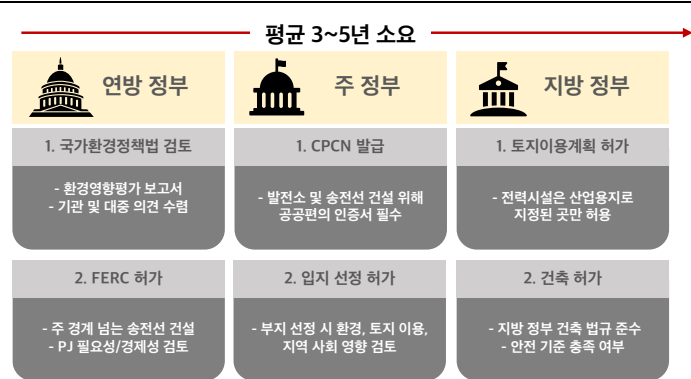 평균 3~5년 소요
연방 정부
주 정부
지방 정부
1. 국가환경정책법 검토
1. CPCN 발급
1. 토지이용계획 허가
- 환경영향평가 보고서
- 기관 및 대중 의견 수렴
- 발전소 및 송전선 건설 위해
공공편의 인증서 필수
- 전력시설은 산업용지로
지정된 곳만 허용
2. FERC 허가
2. 입지 선정 허가
2. 건축 허가
- 주 경계 넘는 송전선 건설
- PJ 필요성/경제성 검토
- 부지 선정 시 환경, 토지 이용,
지역 사회 영향 검토
- 지방 정부 건축 법규 준수
- 안전 기준 충족 여부